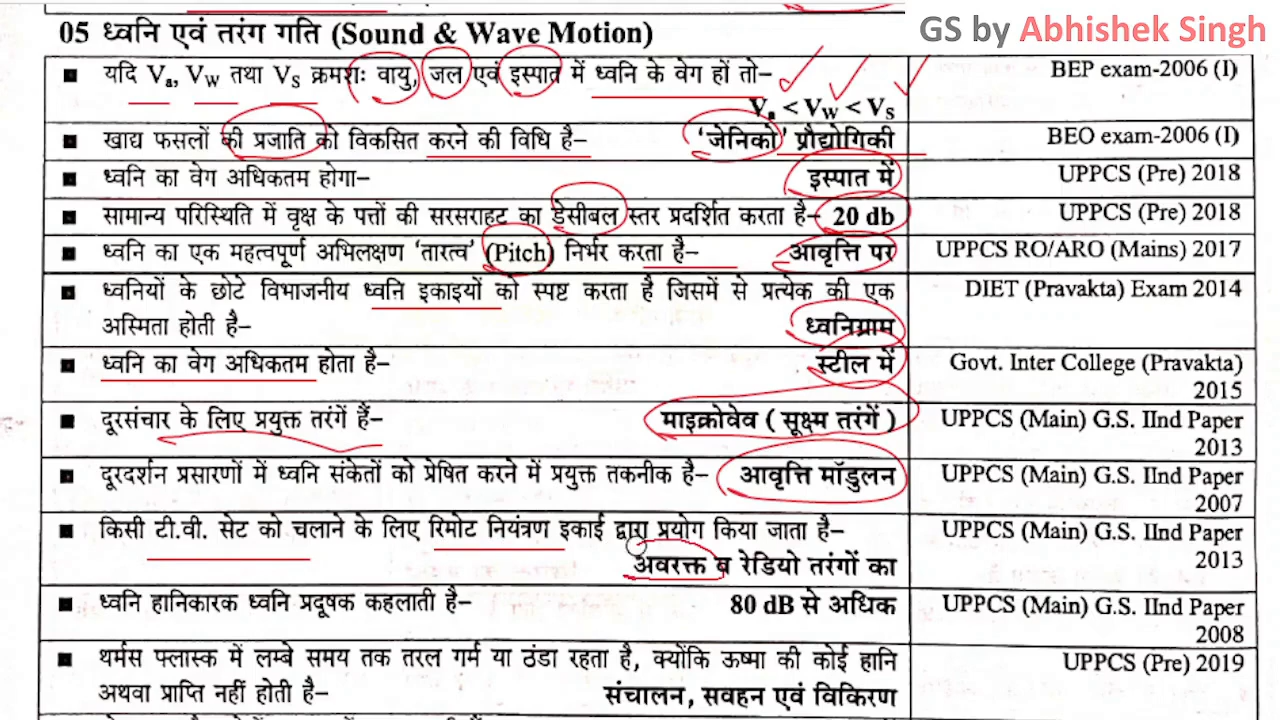 GS by Abhishek Singh
05 ध्वनि एवं तरंग गति (Sound & Wave Motion)
■ यदि Va, VW तथा VS क्रमशः वायु, जल एवं इस्पात में ध्वनि के वेग हों तो– BEP exam-2006 (I)
Va < VW < VS
■ खाद्य फसलों की प्रजाति को विकसित करने की विधि है– ‘जेनिको’ प्रौद्योगिकी BEO exam-2006 (I)
■ ध्वनि का वेग अधिकतम होगा– इस्पात में UPPCS (Pre) 2018
■ सामान्य परिस्थिति में वृक्ष के पत्तों की सरसराहट का डेसीबल स्तर प्रदर्शित करता है– 20 db UPPCS (Pre) 2018
■ ध्वनि का एक महत्वपूर्ण अभिलक्षण ‘तारत्व’ (Pitch) निर्भर करता है– आवृत्ति पर UPPCS RO/ARO (Mains) 2017
■ ध्वनियों के छोटे विभाजनीय ध्वनि इकाइयों को स्पष्ट करता है जिसमें से प्रत्येक की एक DIET (Pravakta) Exam 2014
अस्मिता होती है– ध्वनिग्राम
■ ध्वनि का वेग अधिकतम होता है– स्टील में Govt. Inter College (Pravakta)
2015
■ दूरसंचार के लिए प्रयुक्त तरंगें हैं– माइक्रोवेव ( सूक्ष्म तरंगें ) UPPCS (Main) G.S. IInd Paper
2013
■ दूरदर्शन प्रसारणों में ध्वनि संकेतों को प्रेषित करने में प्रयुक्त तकनीक है– आवृत्ति मॉडुलन UPPCS (Main) G.S. IInd Paper
2007
■ किसी टी.वी. सेट को चलाने के लिए रिमोट नियंत्रण इकाई द्वारा प्रयोग किया जाता है– UPPCS (Main) G.S. IInd Paper
अवरक्त व रेडियो तरंगों का 2013
■ ध्वनि हानिकारक ध्वनि प्रदूषक कहलाती है– 80 dB से अधिक UPPCS (Main) G.S. IInd Paper
2008
■ थर्मस फ्लास्क में लम्बे समय तक तरल गर्म या ठंडा रहता है, क्योंकि ऊष्मा की कोई हानि UPPCS (Pre) 2019
अथवा प्राप्ति नहीं होती है– संचालन, सवहन एवं विकिरण